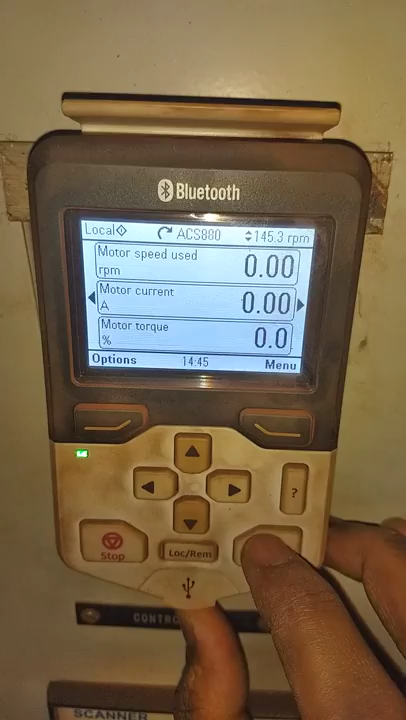 Bluetooth
Local ACS880 145.3 rpm
Motor speed used
rpm 0.00
Motor current
A 0.00
Motor torque
% 0.0
Options 14:45 Menu
?
Stop Loc/Rem
CONTRO
SCANNER